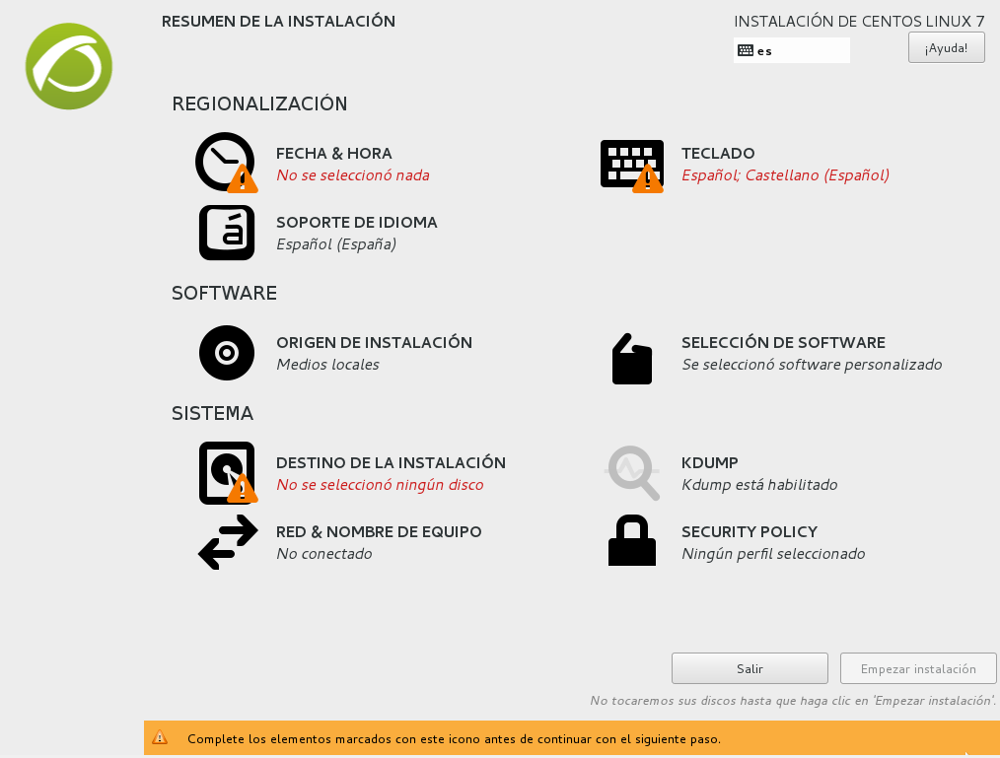 RESUMEN DE LA INSTALACIÓN
INSTALACIÓN DE CENTOS LINUX 7
es
¡Ayuda!
REGIONALIZACIÓN
FECHA & HORA
No se seleccionó nada
TECLADO
Español; Castellano (Español)
SOPORTE DE IDIOMA
Español (España)
SOFTWARE
ORIGEN DE INSTALACIÓN
Medios locales
SELECCIÓN DE SOFTWARE
Se seleccionó software personalizado
SISTEMA
DESTINO DE LA INSTALACIÓN
No se seleccionó ningún disco
KDUMP
Kdump está habilitado
RED & NOMBRE DE EQUIPO
No conectado
SECURITY POLICY
Ningún perfil seleccionado
Salir
Empezar instalación
No tocaremos sus discos hasta que haga clic en 'Empezar instalación'.
Complete los elementos marcados con este icono antes de continuar con el siguiente paso.